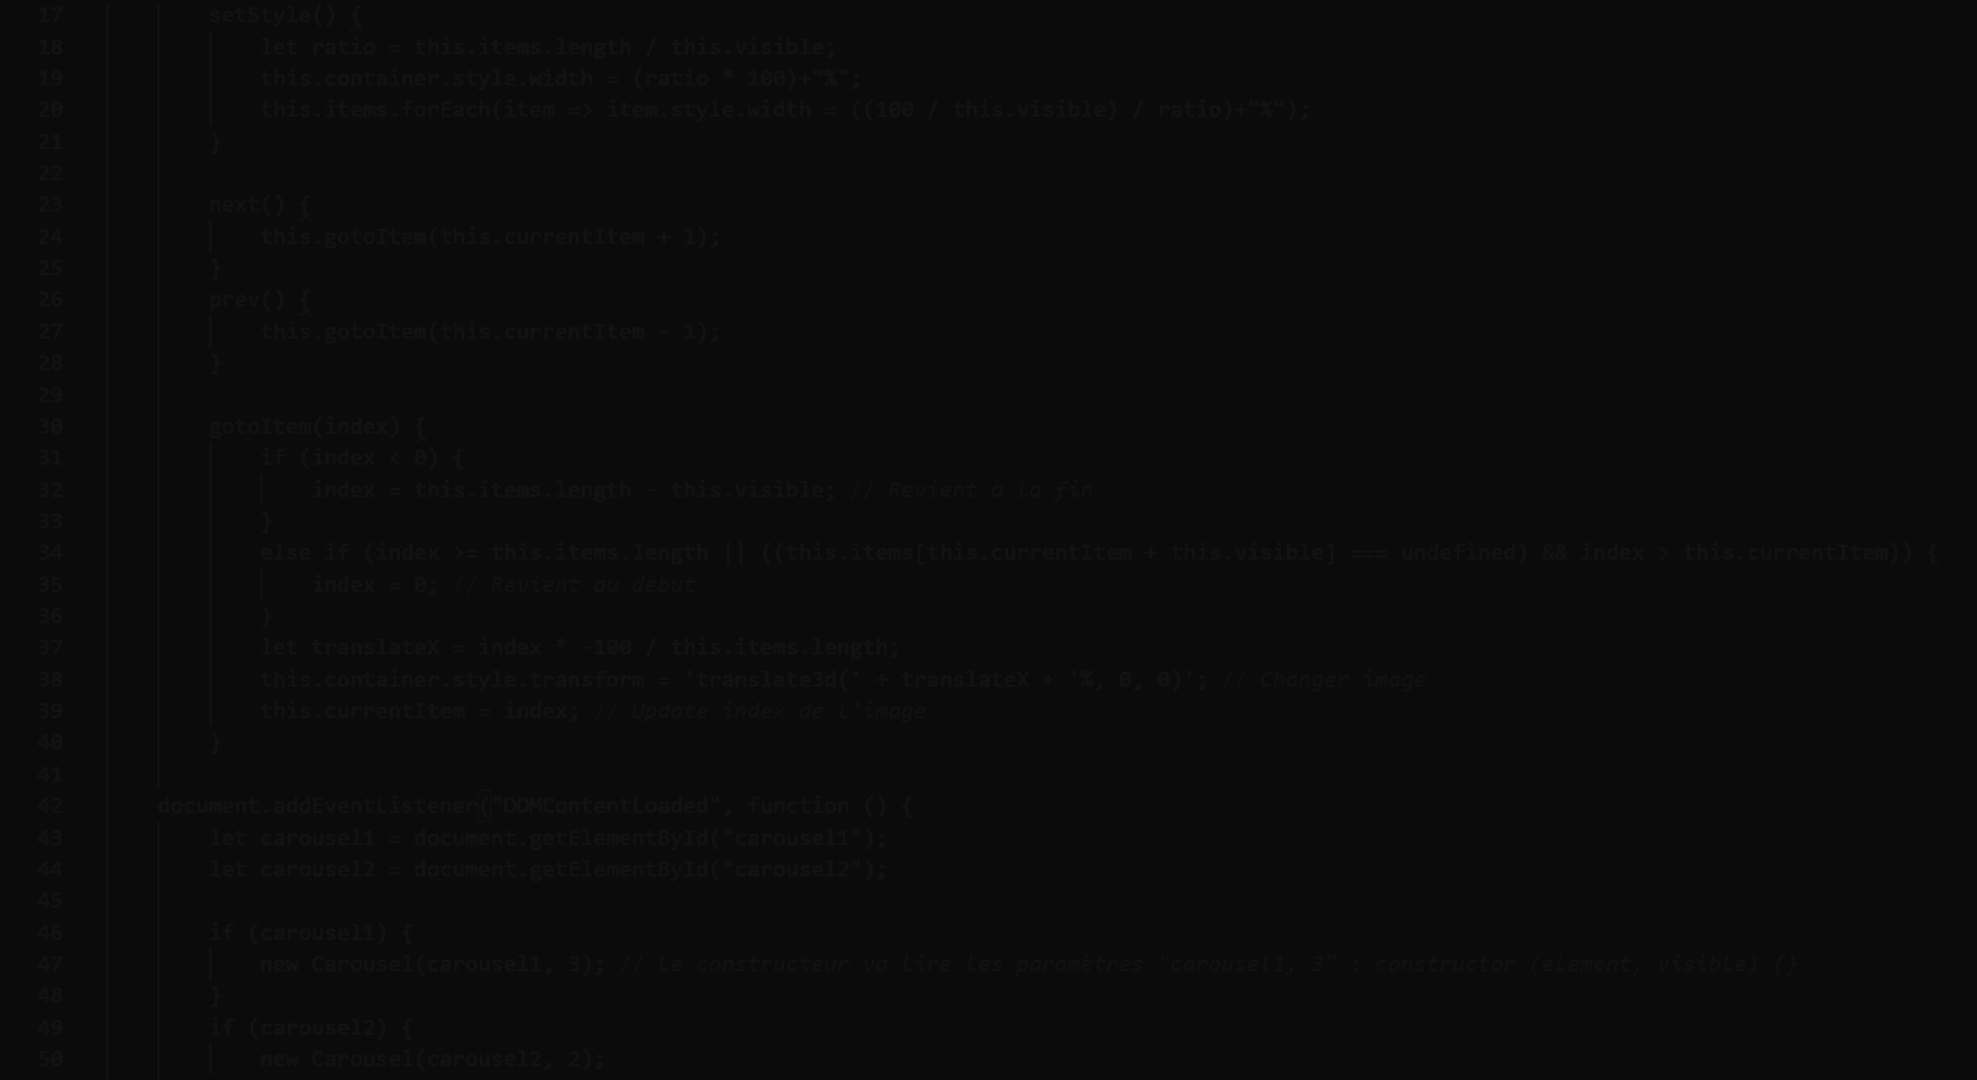 17 setStyle() {
18 let ratio = this.items.length / this.visible;
19 this.container.style.width = (ratio * 100)+"%";
20 this.items.forEach(item => item.style.width = ((100 / this.visible) / ratio)+"%");
21 }
22
23 next() {
24 this.gotoItem(this.currentItem + 1);
25 }
26 prev() {
27 this.gotoItem(this.currentItem - 1);
28 }
29
30 gotoItem(index) {
31 if (index < 0) {
32 index = this.items.length - this.visible; // Revient à la fin
33 }
34 else if (index >= this.items.length || ((this.items[this.currentItem + this.visible] === undefined) && index > this.currentItem)) {
35 index = 0; // Revient au début
36 }
37 let translateX = index * -100 / this.items.length;
38 this.container.style.transform = 'translate3d(' + translateX + '%, 0, 0)'; // Changer image
39 this.currentItem = index; // Update index de l'image
40 }
41
42 document.addEventListener("DOMContentLoaded", function () {
43 let carousel1 = document.getElementById("carousel1");
44 let carousel2 = document.getElementById("carousel2");
45
46 if (carousel1) {
47 new Carousel(carousel1, 3); // Le constructeur va lire les paramètres "carousel1, 3" : constructor (element, visible) {}
48 }
49 if (carousel2) {
50 new Carousel(carousel2, 2);